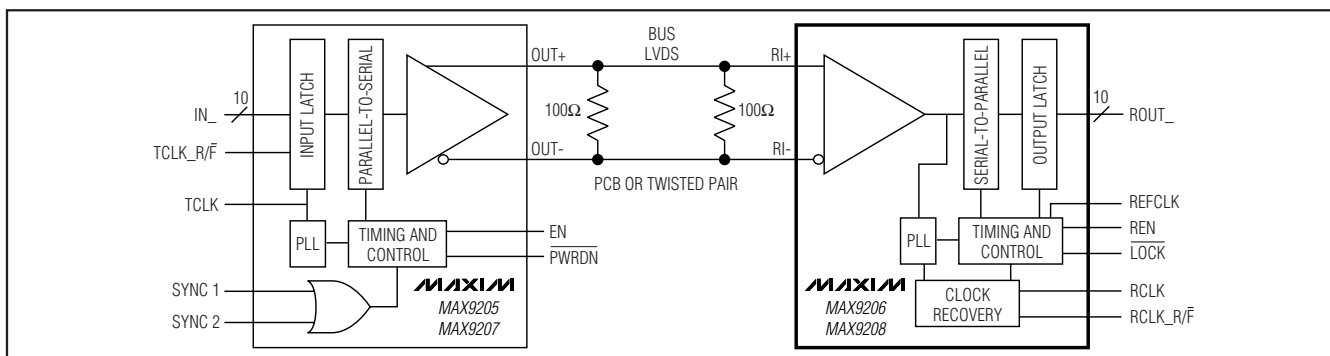 IN_
10
TCLK_R/F̅
TCLK
SYNC 1
SYNC 2
INPUT LATCH
PARALLEL-TO-SERIAL
PLL
TIMING AND
CONTROL
EN
P̅W̅R̅D̅N̅
MAXIM
MAX9205
MAX9207
OUT+
OUT-
BUS
LVDS
100Ω
100Ω
PCB OR TWISTED PAIR
RI+
RI-
SERIAL-TO-PARALLEL
OUTPUT LATCH
10
ROUT_
REFCLK
REN
L̅O̅C̅K̅
PLL
TIMING AND
CONTROL
CLOCK
RECOVERY
RCLK
RCLK_R/F̅
MAXIM
MAX9206
MAX9208